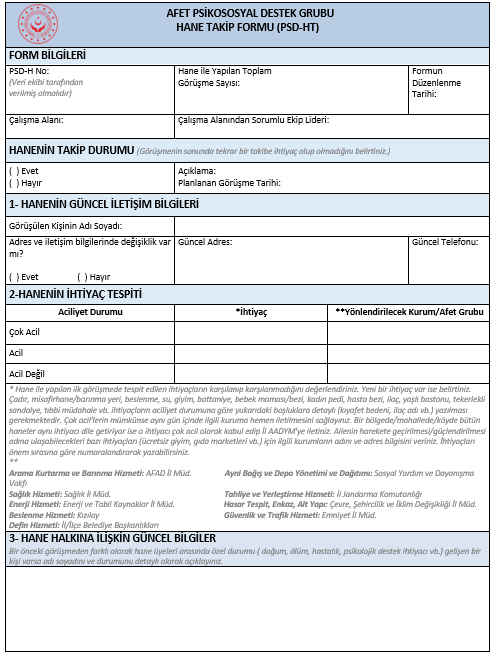 AFET PSİKOSOSYAL DESTEK GRUBU
HANE TAKİP FORMU (PSD-HT)
FORM BİLGİLERİ
PSD-H No:
(Veri ekibi tarafından
verilmiş olmalıdır)
Hane ile Yapılan Toplam
Görüşme Sayısı:
Formun
Düzenlenme
Tarihi:
Çalışma Alanı:
Çalışma Alanından Sorumlu Ekip Lideri:
HANENİN TAKİP DURUMU (Görüşmenin sonunda tekrar bir takibe ihtiyaç olup olmadığını belirtiniz.)
( ) Evet
( ) Hayır
Açıklama:
Planlanan Görüşme Tarihi:
1- HANENİN GÜNCEL İLETİŞİM BİLGİLERİ
Görüşülen Kişinin Adı Soyadı:
Adres ve iletişim bilgilerinde değişiklik var
mı?
( ) Evet ( ) Hayır
Güncel Adres:
Güncel Telefonu:
2-HANENİN İHTİYAÇ TESPİTİ
Aciliyet Durumu *İhtiyaç **Yönlendirilecek Kurum/Afet Grubu
Çok Acil
Acil
Acil Değil
* Hane ile yapılan ilk görüşmede tespit edilen ihtiyaçların karşılanıp karşılanmadığını değerlendiriniz. Yeni bir ihtiyaç var ise belirtiniz.
Çadır, misafirhane/barınma yeri, beslenme, su, giyim, battaniye, bebek maması/bezi, kadın pedi, hasta bezi, ilaç, yaşlı bastonu, tekerlekli
sandalye, tıbbi müdahale vb. ihtiyaçların aciliyet durumuna göre yukarıdaki başlıklara detaylı (kıyafet bedeni, ilaç adı vb.) yazılması
gerekmektedir. Çok acil'lerin mümkünse aynı gün içinde ilgili kuruma hemen iletilmesini sağlayınız. Bir bölgede/mahallede/köyde bütün
haneler aynı ihtiyacı dile getiriyor ise o ihtiyacı çok acil olarak kabul edip İl AADYM'ye iletiniz. Ailenin harekete geçirilmesi/güçlendirilmesi
adına ulaşabilecekleri bazı ihtiyaçları (ücretsiz giyim, gıda marketleri vb.) için ilgili kurumların adını ve adres bilgisini veriniz. İhtiyaçları
önem sırasına göre numaralandırarak yazabilirsiniz.
**
Arama Kurtarma ve Barınma Hizmeti: AFAD İl Müd. Ayni Bağış ve Depo Yönetimi ve Dağıtımı: Sosyal Yardım ve Dayanışma
Vakfı
Sağlık Hizmeti: Sağlık İl Müd. Tahliye ve Yerleştirme Hizmeti: İl Jandarma Komutanlığı
Enerji Hizmeti: Enerji ve Tabii Kaynaklar İl Müd. Hasar Tespit, Enkaz, Alt Yapı: Çevre, Şehircilik ve İklim Değişikliği İl Müd.
Beslenme Hizmeti: Kızılay Güvenlik ve Trafik Hizmeti: Emniyet İl Müd.
Defin Hizmeti: İl/İlçe Belediye Başkanlıkları
3- HANE HALKINA İLİŞKİN GÜNCEL BİLGİLER
Bir önceki görüşmeden farklı olarak hane üyeleri arasında özel durumu ( doğum, ölüm, hastalık, psikolojik destek ihtiyacı vb.) gelişen bir
kişi varsa adı soyadını ve durumunu detaylı olarak açıklayınız.